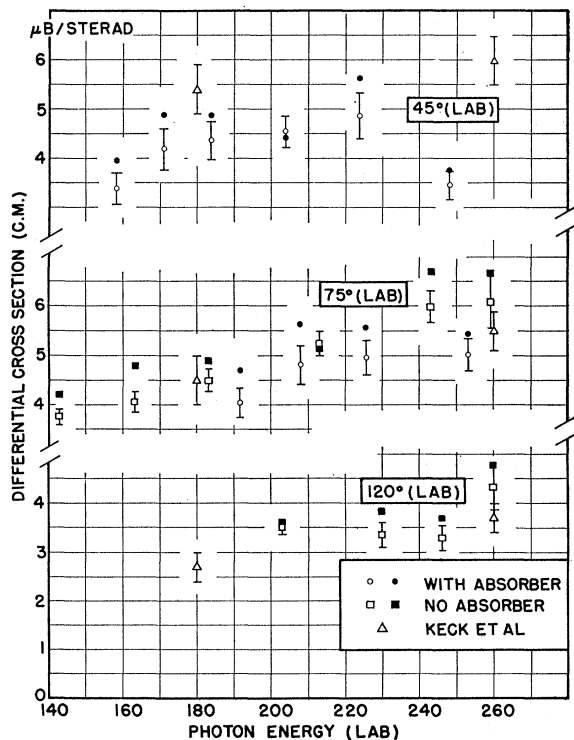 μB/STERAD
6
5
4
45° (LAB)
DIFFERENTIAL CROSS SECTION (C.M.)
6
5
4
75° (LAB)
4
3
2
1
0
120° (LAB)
WITH ABSORBER
NO ABSORBER
KECK ET AL
140 160 180 200 220 240 260
PHOTON ENERGY (LAB)